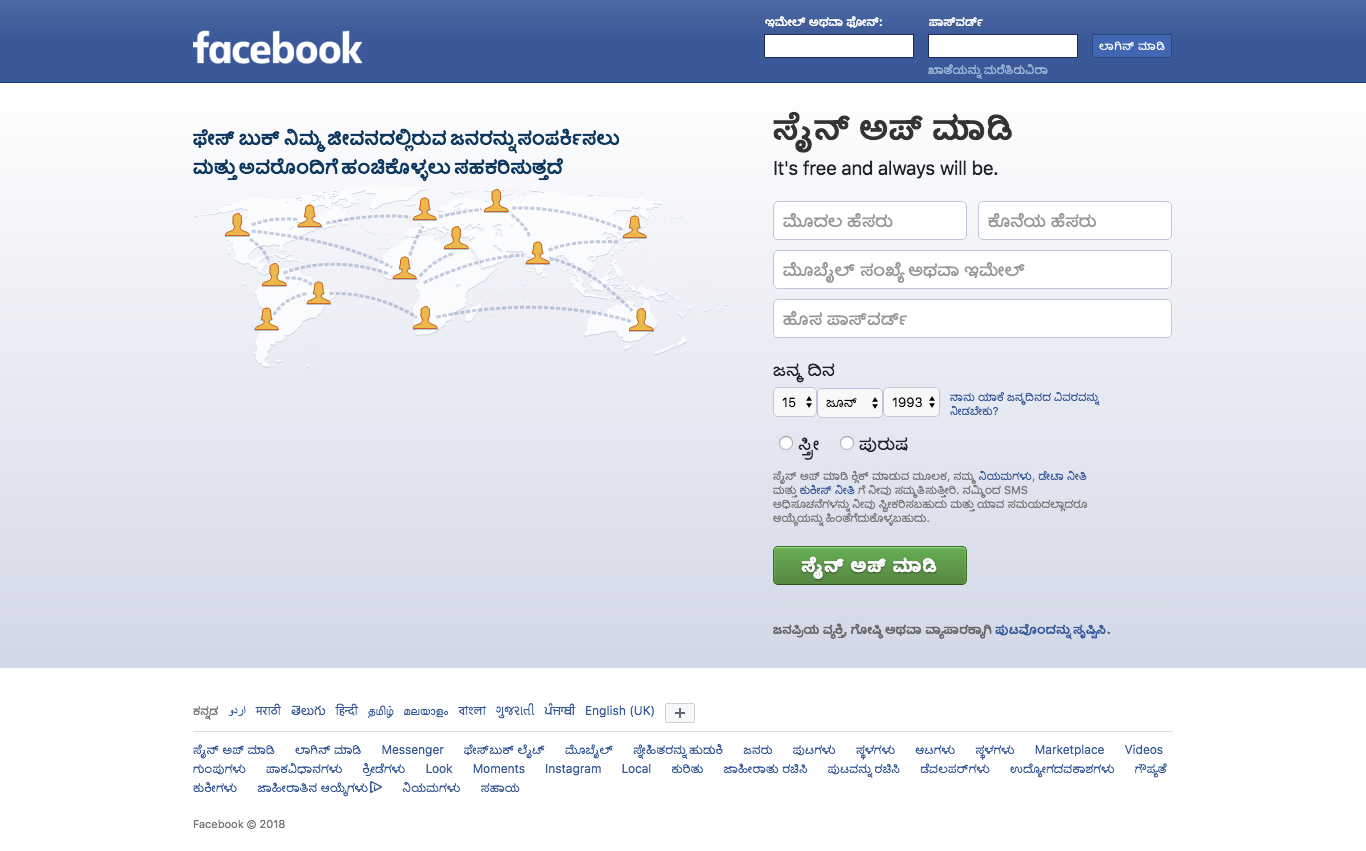 facebook
ಇಮೇಲ್ ಅಥವಾ ಫೋನ್:
ಪಾಸ್‌ವರ್ಡ್
ಲಾಗಿನ್ ಮಾಡಿ
ಖಾತೆಯನ್ನು ಮರೆತಿರುವಿರಾ
ಫೇಸ್ ಬುಕ್ ನಿಮ್ಮ ಜೀವನದಲ್ಲಿರುವ ಜನರನ್ನು ಸಂಪರ್ಕಿಸಲು
ಮತ್ತು ಅವರೊಂದಿಗೆ ಹಂಚಿಕೊಳ್ಳಲು ಸಹಕರಿಸುತ್ತದೆ
ಸೈನ್ ಅಪ್ ಮಾಡಿ
It's free and always will be.
ಮೊದಲ ಹೆಸರು ಕೊನೆಯ ಹೆಸರು
ಮೊಬೈಲ್ ಸಂಖ್ಯೆ ಅಥವಾ ಇಮೇಲ್
ಹೊಸ ಪಾಸ್‌ವರ್ಡ್
ಜನ್ಮ ದಿನ
15 ಜೂನ್ 1993
ನಾನು ಯಾಕೆ ಜನ್ಮದಿನದ ವಿವರವನ್ನು
ನೀಡಬೇಕು?
ಸ್ತ್ರೀ ಪುರುಷ
ಸೈನ್ ಅಪ್ ಮಾಡಿ ಕ್ಲಿಕ್ ಮಾಡುವ ಮೂಲಕ, ನಮ್ಮ ನಿಯಮಗಳು, ಡೇಟಾ ನೀತಿ
ಮತ್ತು ಕುಕೀಸ್ ನೀತಿ ಗೆ ನೀವು ಸಮ್ಮತಿಸುತ್ತೀರಿ. ನಮ್ಮಿಂದ SMS
ಅಧಿಸೂಚನೆಗಳನ್ನು ನೀವು ಸ್ವೀಕರಿಸಬಹುದು ಮತ್ತು ಯಾವ ಸಮಯದಲ್ಲಾದರೂ
ಆಯ್ಕೆಯನ್ನು ಹಿಂತೆಗೆದುಕೊಳ್ಳಬಹುದು.
ಸೈನ್ ಅಪ್ ಮಾಡಿ
ಜನಪ್ರಿಯ ವ್ಯಕ್ತಿ, ಗೋಷ್ಠಿ ಅಥವಾ ವ್ಯಾಪಾರಕ್ಕಾಗಿ ಪುಟವೊಂದನ್ನು ಸೃಷ್ಟಿಸಿ.
ಕನ್ನಡ اردو मराठी తెలుగు हिन्दी தமிழ் മലയാളം বাংলা ગુજરાતી ਪੰਜਾਬੀ English (UK)
ಸೈನ್ ಅಪ್ ಮಾಡಿ ಲಾಗಿನ್ ಮಾಡಿ Messenger ಫೇಸ್‌ಬುಕ್ ಲೈಟ್ ಮೊಬೈಲ್ ಸ್ನೇಹಿತರನ್ನು ಹುಡುಕಿ ಜನರು ಪುಟಗಳು ಸ್ಥಳಗಳು ಆಟಗಳು ಸ್ಥಳಗಳು Marketplace Videos
ಗುಂಪುಗಳು ಪಾಕವಿಧಾನಗಳು ಕ್ರೀಡೆಗಳು Look Moments Instagram Local ಕುರಿತು ಜಾಹೀರಾತು ರಚಿಸಿ ಪುಟವನ್ನು ರಚಿಸಿ ಡೆವಲಪರ್‌ಗಳು ಉದ್ಯೋಗದವಕಾಶಗಳು ಗೌಪ್ಯತೆ
ಕುಕೀಗಳು ಜಾಹೀರಾತಿನ ಆಯ್ಕೆಗಳು ನಿಯಮಗಳು ಸಹಾಯ
Facebook © 2018